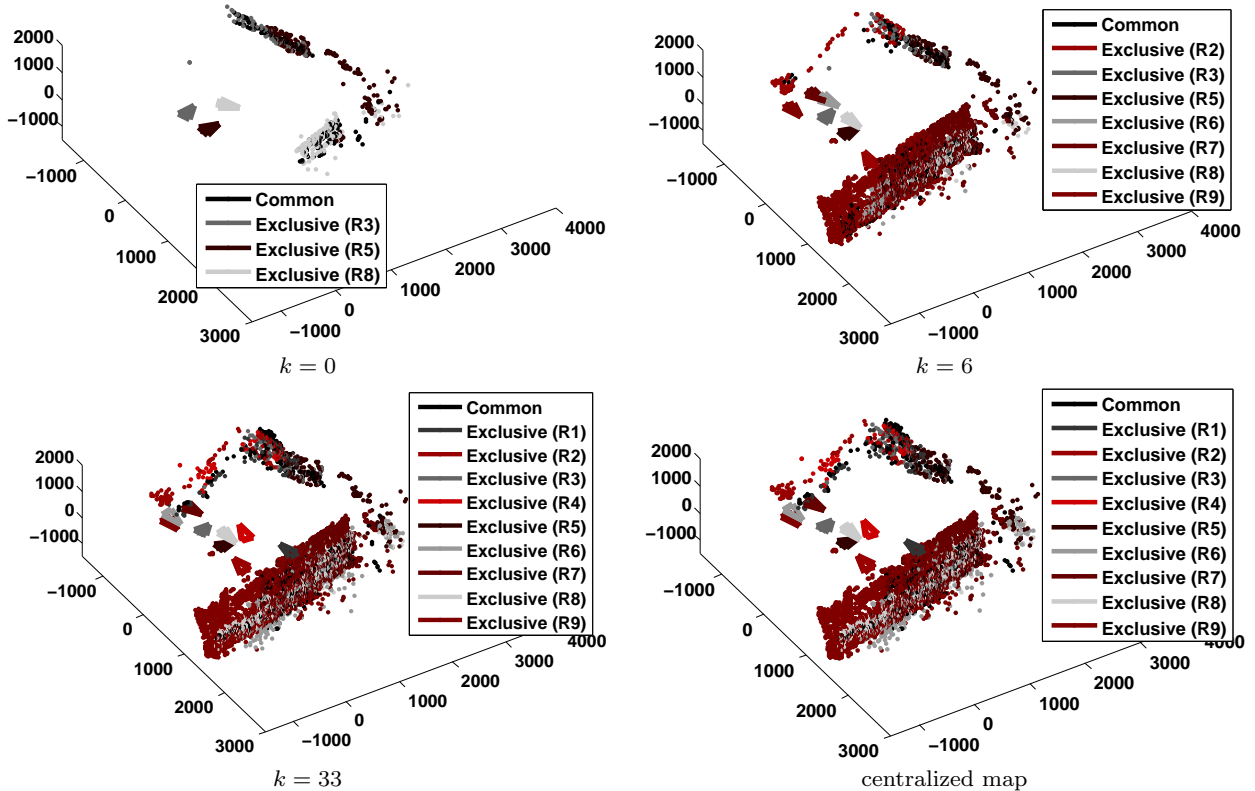 2000
1000
0
−1000
−1000
0
1000
2000
3000
−1000
0
1000
2000
3000
4000
Common
Exclusive (R3)
Exclusive (R5)
Exclusive (R8)
k = 0
2000
1000
0
−1000
−1000
0
1000
2000
3000
−1000
0
1000
2000
3000
4000
Common
Exclusive (R2)
Exclusive (R3)
Exclusive (R5)
Exclusive (R6)
Exclusive (R7)
Exclusive (R8)
Exclusive (R9)
k = 6
2000
1000
0
−1000
−1000
0
1000
2000
3000
−1000
0
1000
2000
3000
4000
Common
Exclusive (R1)
Exclusive (R2)
Exclusive (R3)
Exclusive (R4)
Exclusive (R5)
Exclusive (R6)
Exclusive (R7)
Exclusive (R8)
Exclusive (R9)
k = 33
2000
1000
0
−1000
−1000
0
1000
2000
3000
−1000
0
1000
2000
3000
4000
Common
Exclusive (R1)
Exclusive (R2)
Exclusive (R3)
Exclusive (R4)
Exclusive (R5)
Exclusive (R6)
Exclusive (R7)
Exclusive (R8)
Exclusive (R9)
centralized map